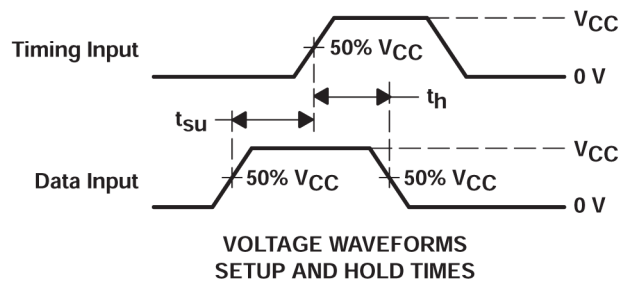 VCC
Timing Input
50% VCC
0 V
th
tsu
VCC
Data Input
50% VCC
50% VCC
0 V
VOLTAGE WAVEFORMS
SETUP AND HOLD TIMES